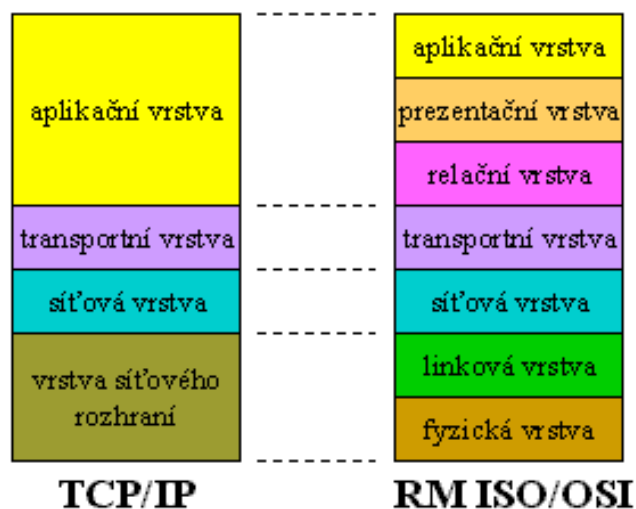 aplikační vrstva
transportní vrstva
síťová vrstva
vrstva síťového
rozhraní
TCP/IP
aplikační vrstva
prezentační vrstva
relační vrstva
transportní vrstva
síťová vrstva
linková vrstva
fyzická vrstva
RM ISO/OSI